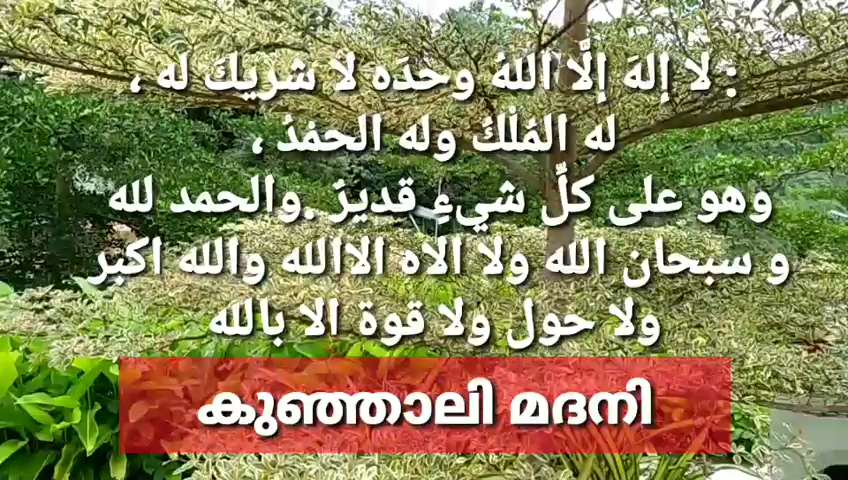 : لا إلهَ إلَّا اللهُ وحدَه لا شريكَ له ،
له المُلْكُ وله الحمْدُ ،
وهو على كلِّ شيءٍ قديرٌ .والحمد لله
و سبحان الله ولا الاه الاالله والله اكبر
ولا حول ولا قوة الا بالله
കുഞ്ഞാലി മദനി